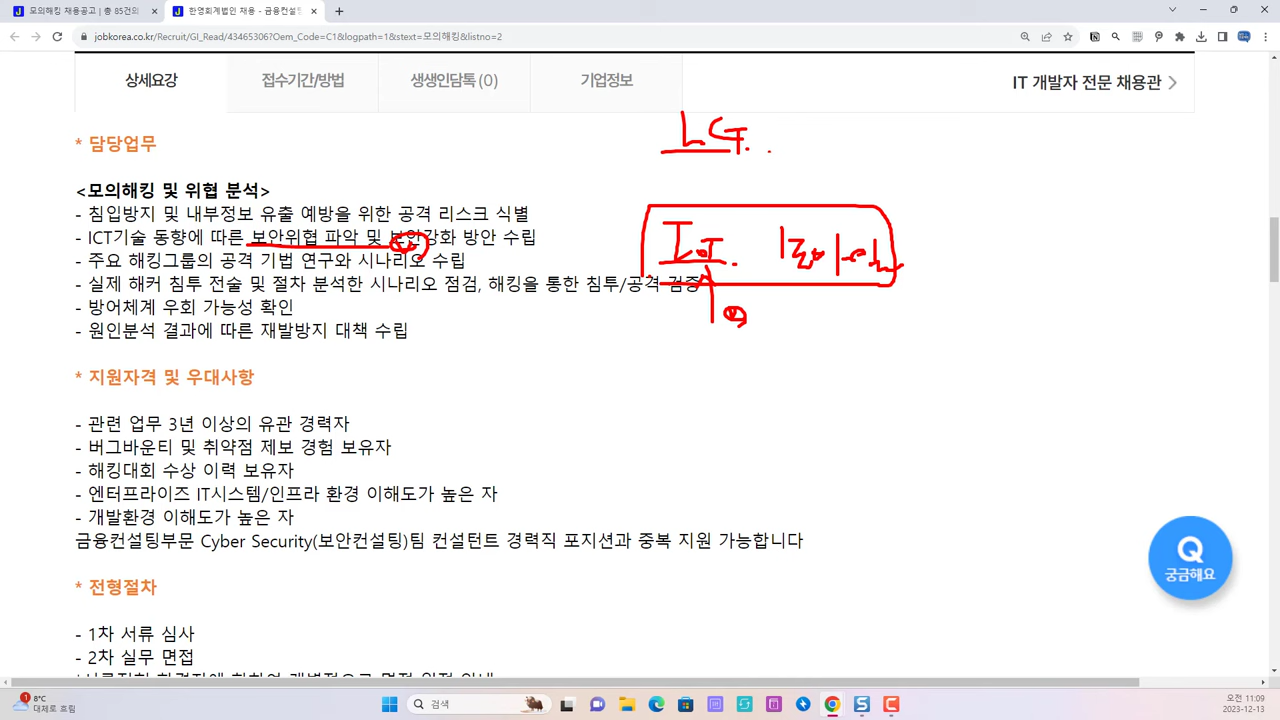 모의해킹 채용공고 | 총 85건의
한영회계법인 채용 - 금융컨설팅
jobkorea.co.kr/Recruit/GI_Read/43465306?Oem_Code=C1&logpath=1&stext=모의해킹&listno=2
상세요강 접수기간/방법 생생인담톡(0) 기업정보 IT 개발자 전문 채용관
* 담당업무
<모의해킹 및 위협 분석>
- 침입방지 및 내부정보 유출 예방을 위한 공격 리스크 식별
- ICT기술 동향에 따른 보안위협 파악 및 보안강화 방안 수립
- 주요 해킹그룹의 공격 기법 연구와 시나리오 수립
- 실제 해커 침투 전술 및 절차 분석한 시나리오 점검, 해킹을 통한 침투/공격 검증
- 방어체계 우회 가능성 확인
- 원인분석 결과에 따른 재발방지 대책 수립
* 지원자격 및 우대사항
- 관련 업무 3년 이상의 유관 경력자
- 버그바운티 및 취약점 제보 경험 보유자
- 해킹대회 수상 이력 보유자
- 엔터프라이즈 IT시스템/인프라 환경 이해도가 높은 자
- 개발환경 이해도가 높은 자
금융컨설팅부문 Cyber Security(보안컨설팅)팀 컨설턴트 경력직 포지션과 중복 지원 가능합니다
* 전형절차
- 1차 서류 심사
- 2차 실무 면접
IoT
Q
궁금해요
1
8°C
대체로 흐림
검색
오전 11:09
2023-12-13